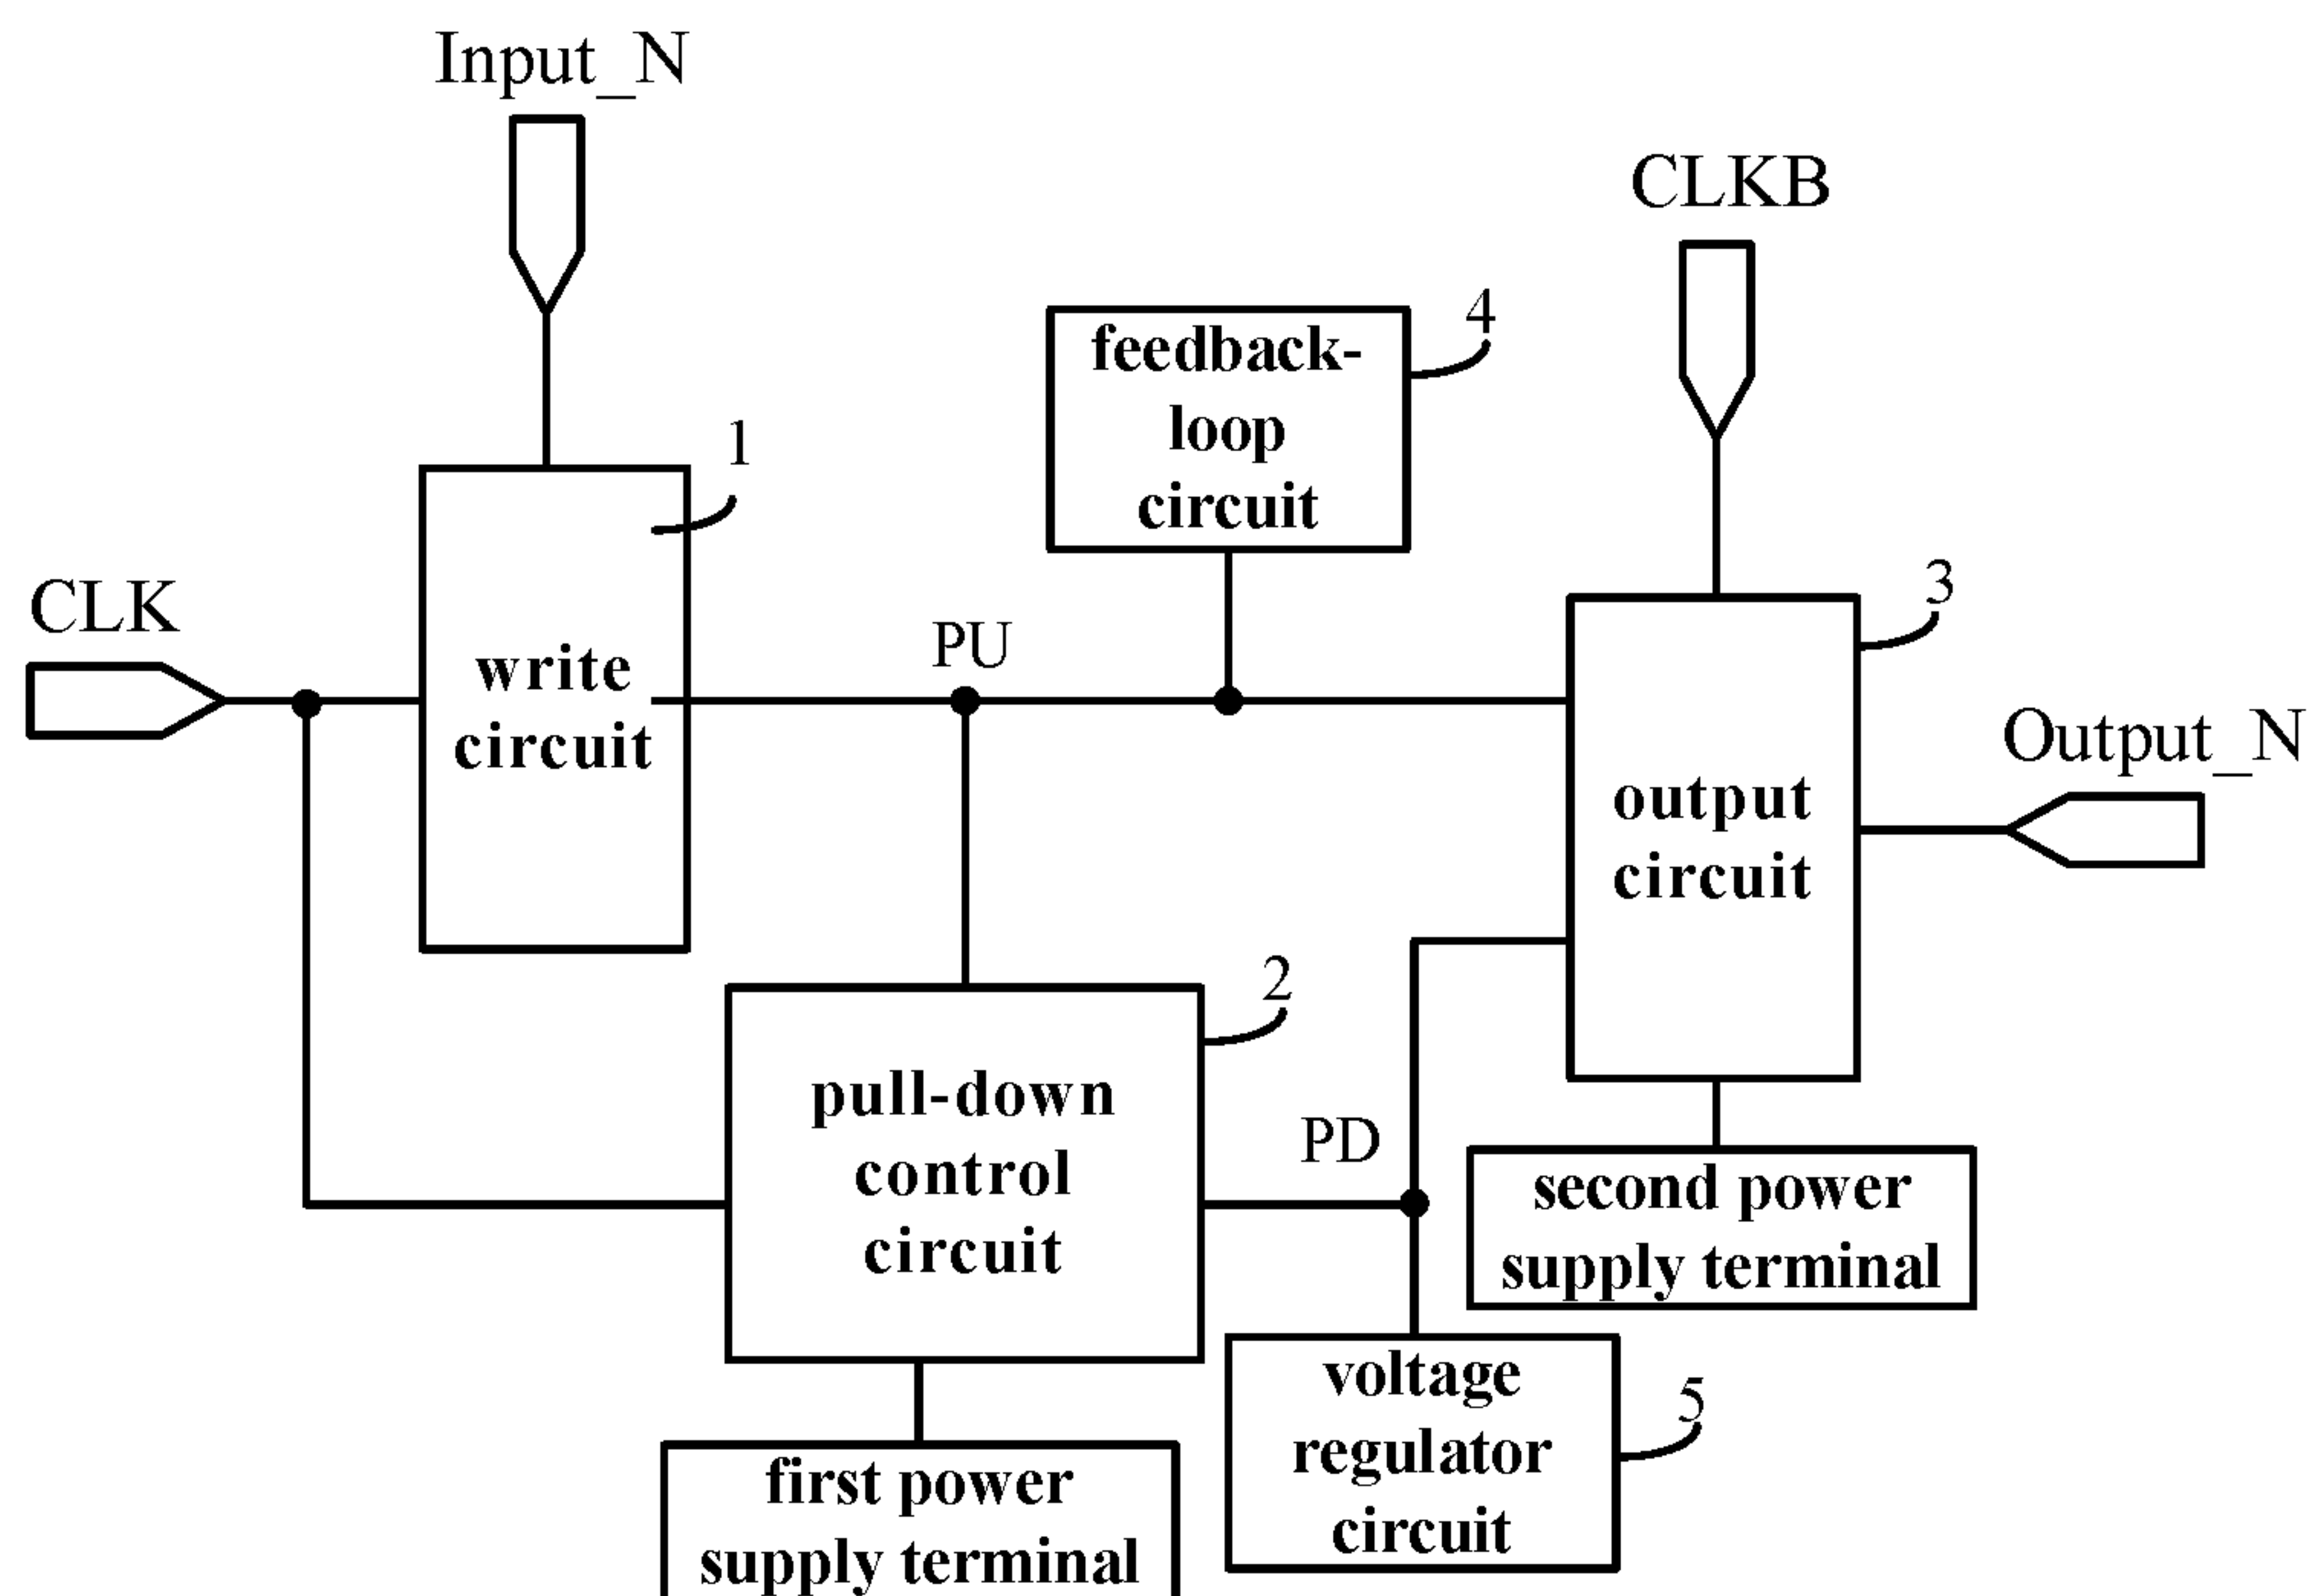 Input_N
CLKB
4
feedback-
loop
circuit
1
CLK
3
write
circuit
PU
Output_N
output
circuit
2
pull-down
control
circuit
PD
second power
supply terminal
voltage
regulator
circuit
5
first power
supply terminal